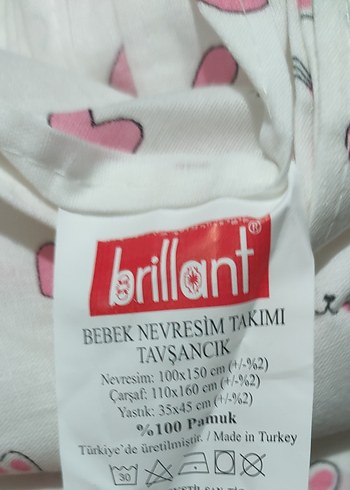 brillant®
BEBEK NEVRESİM TAKIMI
TAVŞANCIK
Nevresim: 100x150 cm (+/-%2)
Çarşaf: 110x160 cm (+/-%2)
Yastık: 35x45 cm (+/-%2)
%100 Pamuk
Türkiye'de üretilmiştir. / Made in Turkey
30